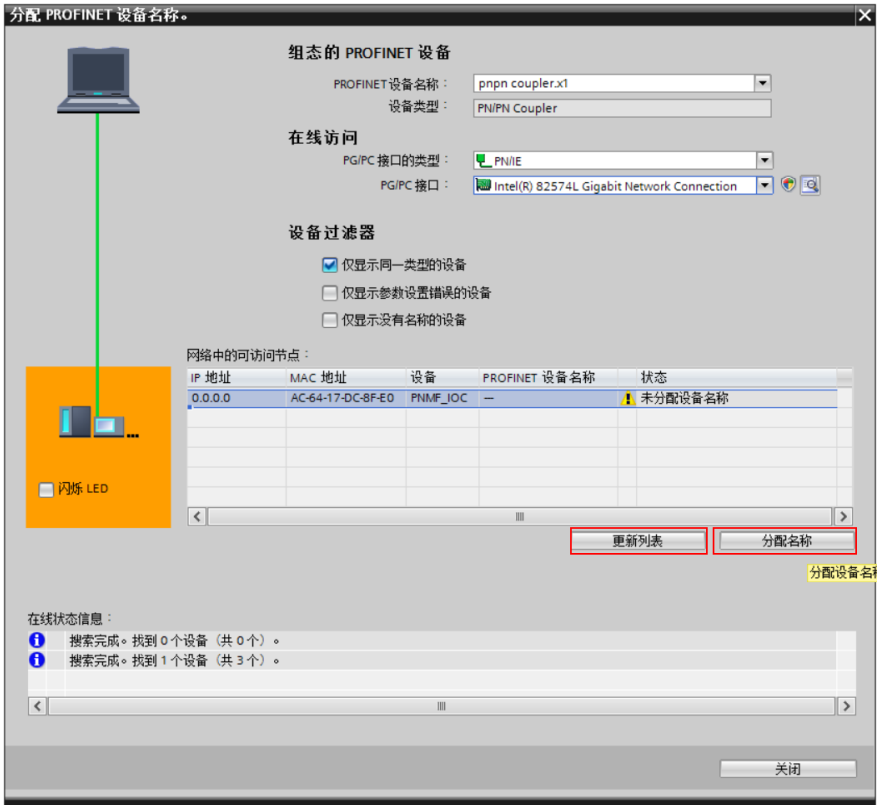 分配 PROFINET 设备名称。
组态的 PROFINET 设备
PROFINET设备名称：
pnpn coupler.x1
设备类型：
PN/PN Coupler
在线访问
PG/PC 接口的类型：
PN/IE
PG/PC 接口：
Intel(R) 82574L Gigabit Network Connection
设备过滤器
仅显示同一类型的设备
仅显示参数设置错误的设备
仅显示没有名称的设备
网络中的可访问节点：
IP 地址 MAC 地址 设备 PROFINET 设备名称 状态
0.0.0.0 AC-64-17-DC-8F-E0 PNMF_IOC — 未分配设备名称
闪烁 LED
更新列表 分配名称
分配设备名
在线状态信息：
搜索完成。找到 0 个设备（共 0 个）。
搜索完成。找到 1 个设备（共 3 个）。
关闭